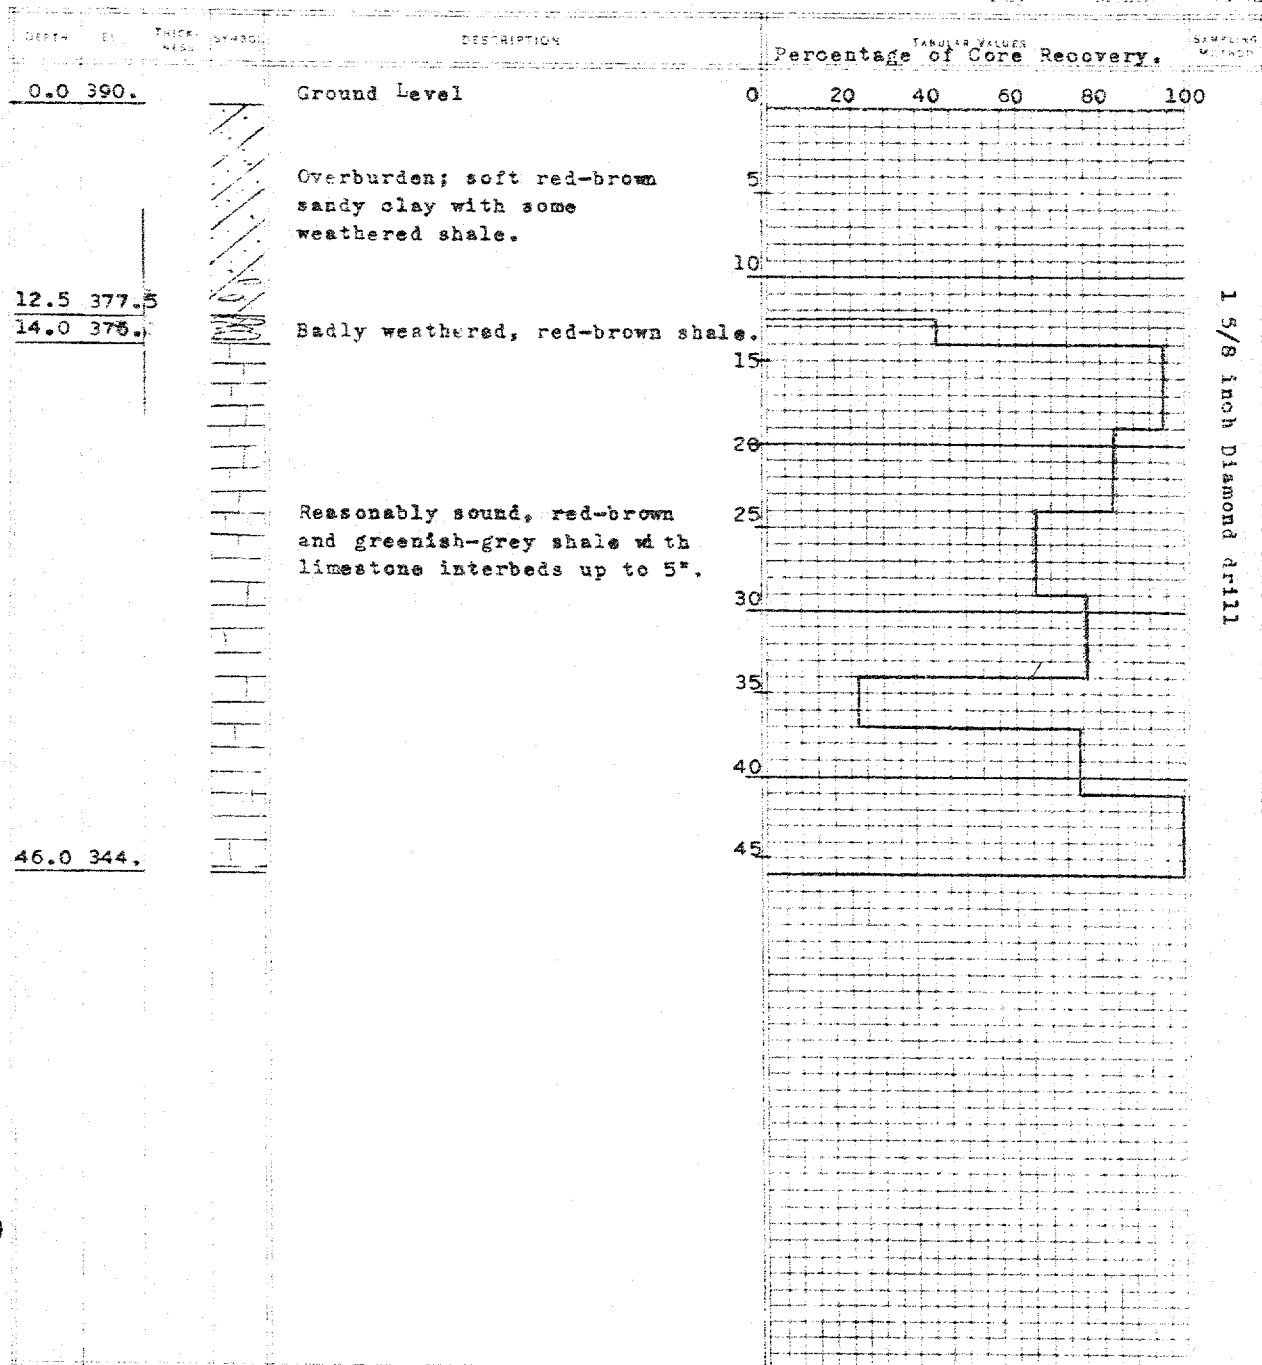 DEPTH EL. THICK-NESS SYMBOL DESCRIPTION TABULAR VALUES SAMPLING METHOD
Percentage of Core Recovery.
0.0 390. Ground Level 0 20 40 60 80 100
Overburden; soft red-brown 5
sandy clay with some
weathered shale.
10
12.5 377.5
14.0 376. Badly weathered, red-brown shale.
15
20
Reasonably sound, red-brown 25
and greenish-grey shale with
limestone interbeds up to 5".
30
35
40
46.0 344. 45
1 5/8 inch Diamond drill